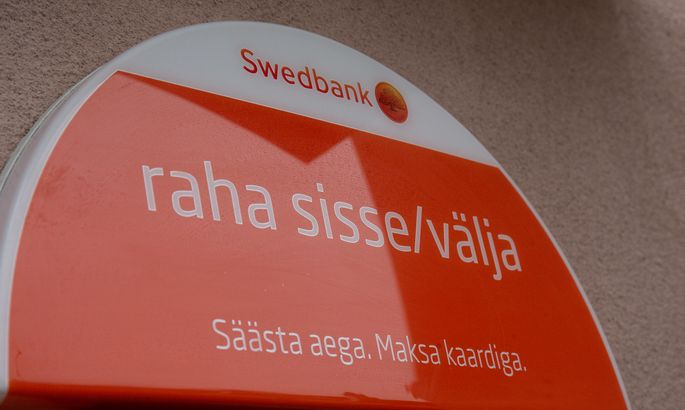 Swedbank
raha sisse/välja
Säästa aega. Maksa kaardiga.